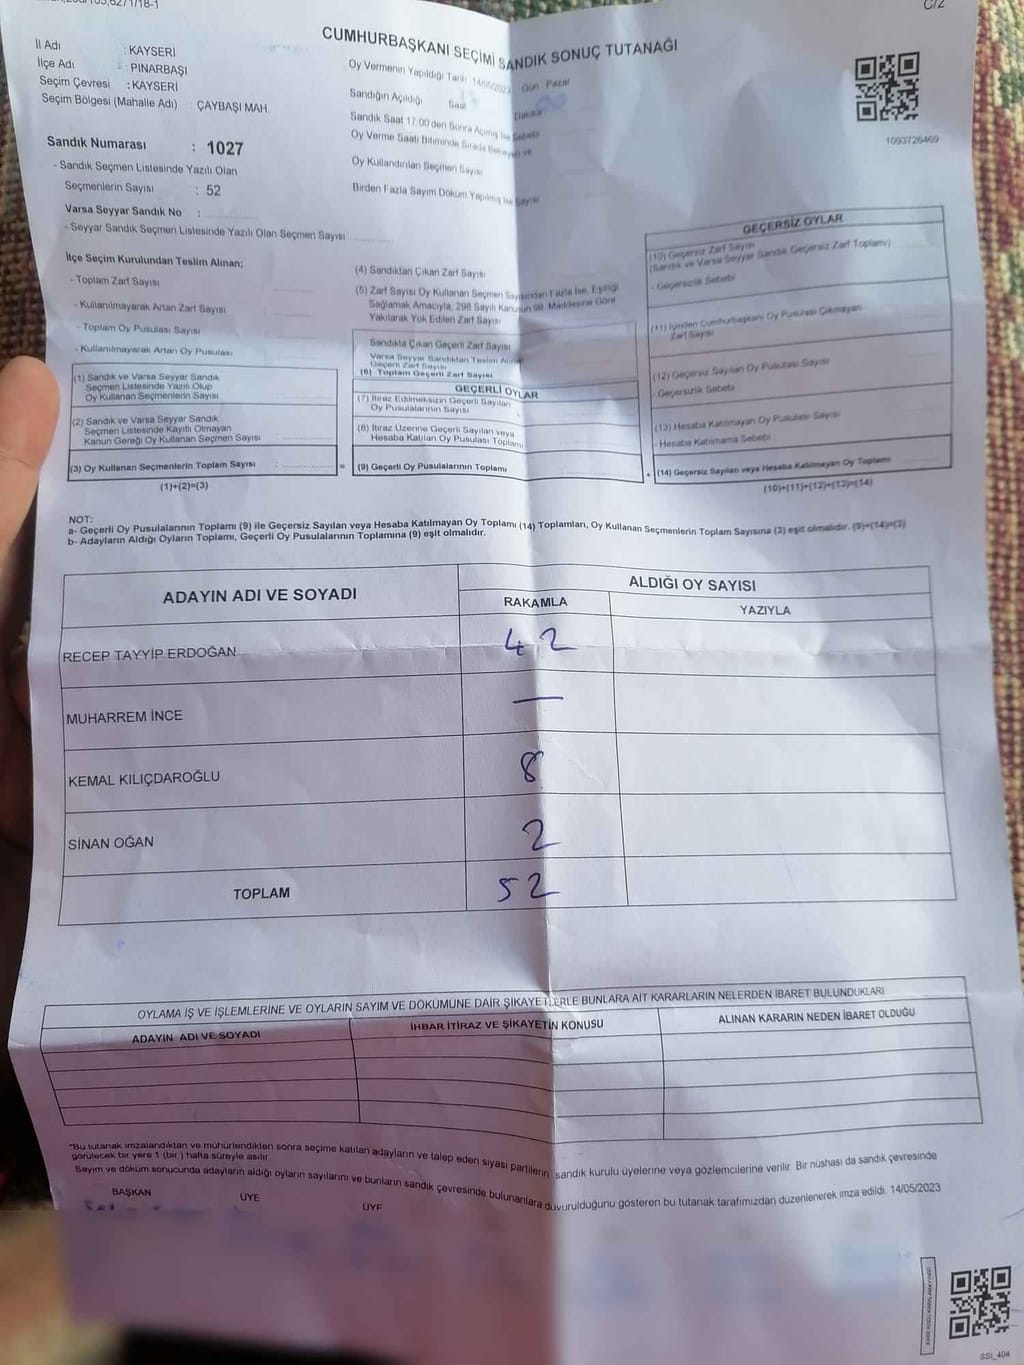 C/2
CUMHURBAŞKANI SEÇİMİ SANDIK SONUÇ TUTANAĞI
İl Adı : KAYSERİ
İlçe Adı : PINARBAŞI
Seçim Çevresi : KAYSERİ
Seçim Bölgesi (Mahalle Adı) : ÇAYBAŞI MAH.
Sandık Numarası : 1027
- Sandık Seçmen Listesinde Yazılı Olan
Seçmenlerin Sayısı : 52
Varsa Seyyar Sandık No :
- Seyyar Sandık Seçmen Listesinde Yazılı Olan Seçmen Sayısı
Oy Vermenin Yapıldığı Tarih : 14/05/2023 Gün : Pazar
Sandığın Açıldığı Saat Dakika
Sandık Saat 17:00'den Sonra Açılmış İse Sebebi
Oy Verme Saati Bitiminde Sırada Bekleyen ve
Oy Kullandırılan Seçmen Sayısı
Birden Fazla Sayım Döküm Yapılmış İse Sayısı
1093726469
İlçe Seçim Kurulundan Teslim Alınan;
- Toplam Zarf Sayısı
- Kullanılmayarak Artan Zarf Sayısı
- Toplam Oy Pusulası Sayısı
- Kullanılmayarak Artan Oy Pusulası
(1) Sandık ve Varsa Seyyar Sandık
Seçmen Listesinde Yazılı Olup
Oy Kullanan Seçmenlerin Sayısı
(2) Sandık ve Varsa Seyyar Sandık
Seçmen Listesinde Kayıtlı Olmayan
Kanun Gereği Oy Kullanan Seçmen Sayısı
(3) Oy Kullanan Seçmenlerin Toplam Sayısı
(1)+(2)=(3)
(4) Sandıktan Çıkan Zarf Sayısı
(5) Zarf Sayısı Oy Kullanan Seçmen Sayısından Fazla İse, Eşitliği
Sağlamak Amacıyla, 298 Sayılı Kanunun 98. Maddesine Göre
Yakılarak Yok Edilen Zarf Sayısı
Sandıkta Çıkan Geçerli Zarf Sayısı
Varsa Seyyar Sandıktan Teslim Alınan
Geçerli Zarf Sayısı
(6) Toplam Geçerli Zarf Sayısı
GEÇERLİ OYLAR
(7) İtiraz Edilmeksizin Geçerli Sayılan
Oy Pusulalarının Sayısı
(8) İtiraz Üzerine Geçerli Sayılan veya
Hesaba Katılan Oy Pusulası Toplamı
= (9) Geçerli Oy Pusulalarının Toplamı
GEÇERSİZ OYLAR
(10) Geçersiz Zarf Sayısı
(Sandık ve Varsa Seyyar Sandık Geçersiz Zarf Toplamı)
- Geçersizlik Sebebi
(11) İçinden Cumhurbaşkanı Oy Pusulası Çıkmayan
Zarf Sayısı
(12) Geçersiz Sayılan Oy Pusulası Sayısı
- Geçersizlik Sebebi
(13) Hesaba Katılmayan Oy Pusulası Sayısı
- Hesaba Katılmama Sebebi
+ (14) Geçersiz Sayılan veya Hesaba Katılmayan Oy Toplamı
(10)+(11)+(12)+(13)=(14)
NOT:
a- Geçerli Oy Pusulalarının Toplamı (9) ile Geçersiz Sayılan veya Hesaba Katılmayan Oy Toplamı (14) Toplamları, Oy Kullanan Seçmenlerin Toplam Sayısına (3) eşit olmalıdır. (9)+(14)=(3)
b- Adayların Aldığı Oyların Toplamı, Geçerli Oy Pusulalarının Toplamına (9) eşit olmalıdır.
ADAYIN ADI VE SOYADI
ALDIĞI OY SAYISI
RAKAMLA YAZIYLA
RECEP TAYYİP ERDOĞAN 42
MUHARREM İNCE —
KEMAL KILIÇDAROĞLU 8
SİNAN OĞAN 2
TOPLAM 52
OYLAMA İŞ VE İŞLEMLERİNE VE OYLARIN SAYIM VE DÖKÜMÜNE DAİR ŞİKAYETLERLE BUNLARA AİT KARARLARIN NELERDEN İBARET BULUNDUKLARI
ADAYIN ADI VE SOYADI İHBAR İTİRAZ VE ŞİKAYETİN KONUSU ALINAN KARARIN NEDEN İBARET OLDUĞU
*Bu tutanak imzalandıktan ve mühürlendikten sonra seçime katılan adayların ve talep eden siyasi partilerin sandık kurulu üyelerine veya gözlemcilerine verilir. Bir nüshası da sandık çevresinde
görülecek bir yere 1 (bir) hafta süreyle asılır.
Sayım ve döküm sonucunda adayların aldığı oyların sayılarını ve bunların sandık çevresinde bulunanlara duyurulduğunu gösteren bu tutanak tarafımızdan düzenlenerek imza edildi. 14/05/2023
BAŞKAN ÜYE ÜYE
SSI_404